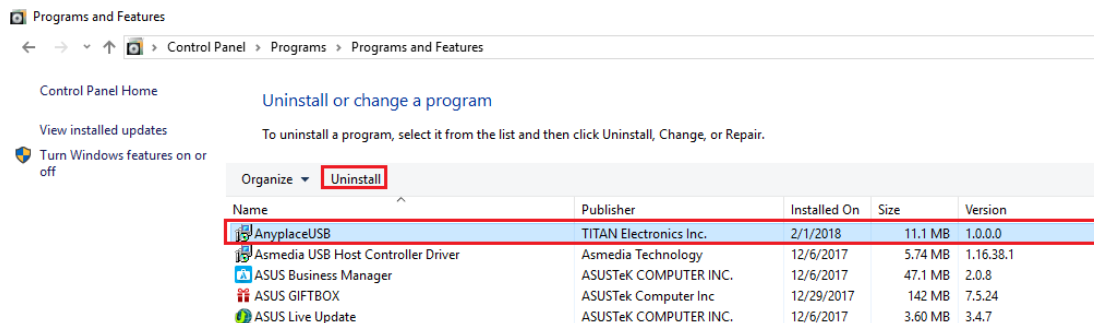 Programs and Features
Control Panel > Programs > Programs and Features
Control Panel Home
View installed updates
Turn Windows features on or
off
Uninstall or change a program
To uninstall a program, select it from the list and then click Uninstall, Change, or Repair.
Organize Uninstall
Name Publisher Installed On Size Version
AnyplaceUSB TITAN Electronics Inc. 2/1/2018 11.1 MB 1.0.0.0
Asmedia USB Host Controller Driver Asmedia Technology 12/6/2017 5.74 MB 1.16.38.1
ASUS Business Manager ASUSTeK COMPUTER INC. 12/6/2017 47.1 MB 2.0.8
ASUS GIFTBOX ASUSTek Computer Inc 12/29/2017 142 MB 7.5.24
ASUS Live Update ASUSTeK COMPUTER INC. 12/6/2017 3.60 MB 3.4.7